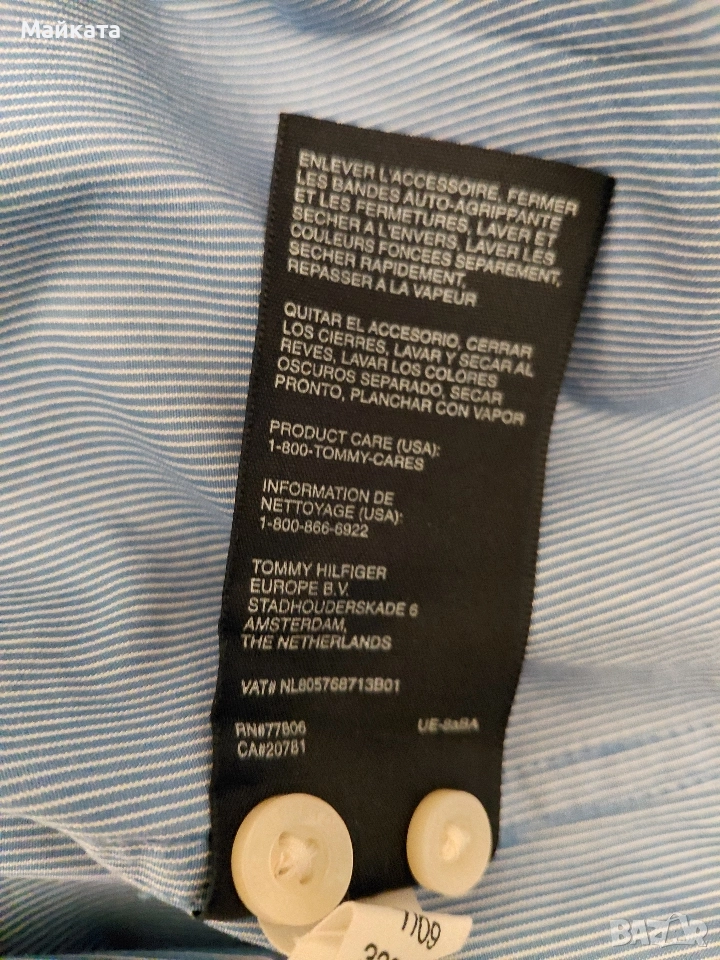 Майката
ENLEVER L'ACCESSOIRE, FERMER
LES BANDES AUTO-AGRIPPANTE
ET LES FERMETURES, LAVER ET
SECHER A L'ENVERS, LAVER LES
COULEURS FONCEES SEPAREMENT,
SECHER RAPIDEMENT,
REPASSER A LA VAPEUR
QUITAR EL ACCESORIO, CERRAR
LOS CIERRES, LAVAR Y SECAR AL
REVES, LAVAR LOS COLORES
OSCUROS SEPARADO, SECAR
PRONTO, PLANCHAR CON VAPOR
PRODUCT CARE (USA):
1-800-TOMMY-CARES
INFORMATION DE
NETTOYAGE (USA):
1-800-866-6922
TOMMY HILFIGER
EUROPE B.V.
STADHOUDERSKADE 6
AMSTERDAM,
THE NETHERLANDS
VAT# NL805768713B01
RN#77806
CA#20781
1109
BAZAR